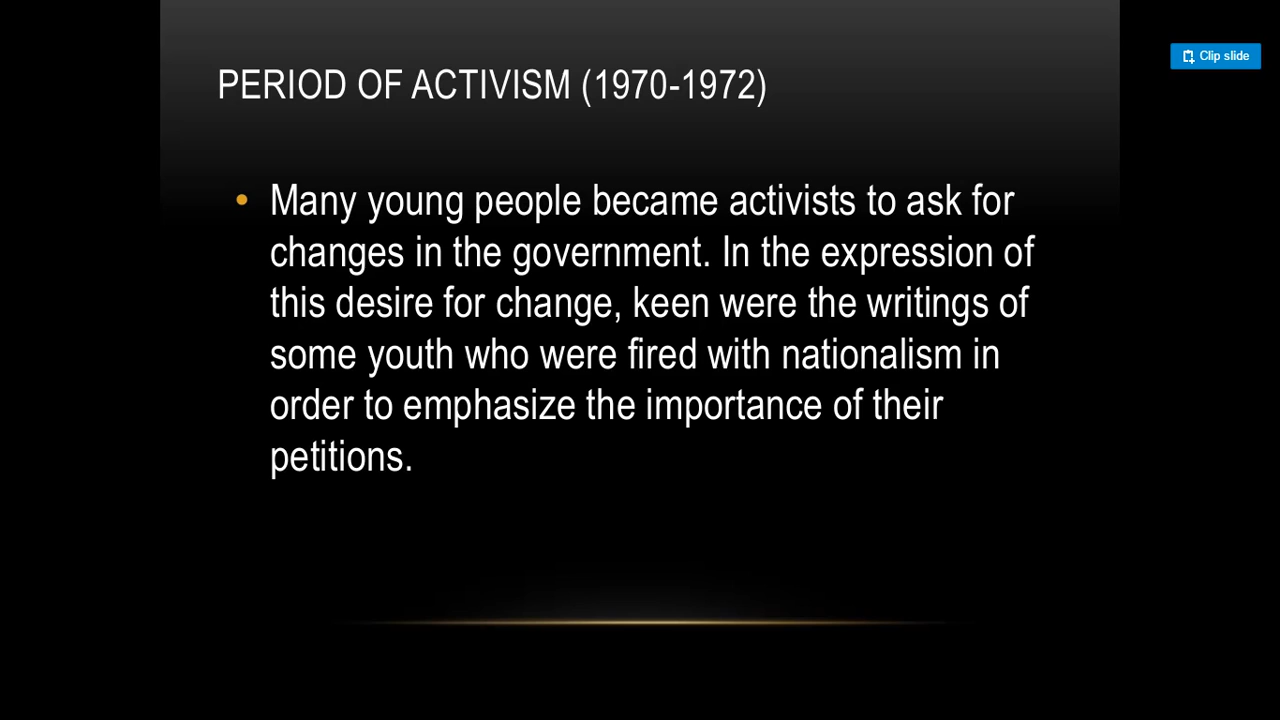 Clip slide
PERIOD OF ACTIVISM (1970-1972)
• Many young people became activists to ask for
changes in the government. In the expression of
this desire for change, keen were the writings of
some youth who were fired with nationalism in
order to emphasize the importance of their
petitions.